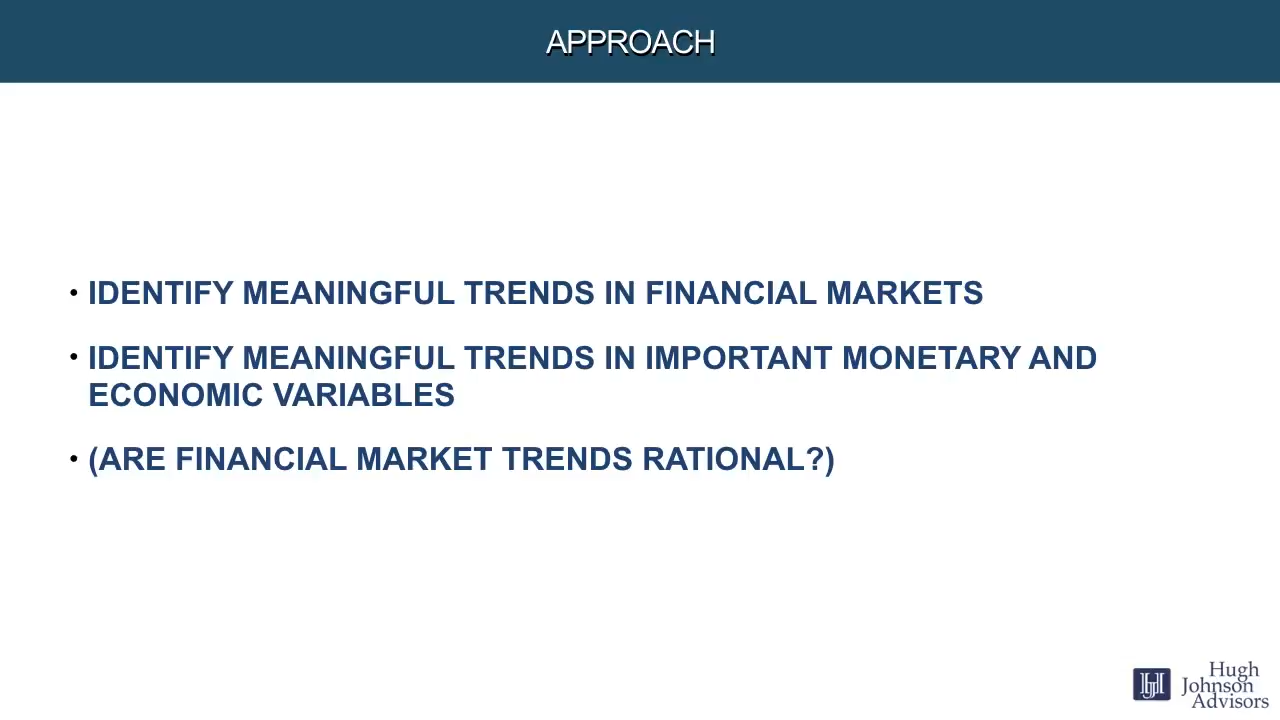 APPROACH
• IDENTIFY MEANINGFUL TRENDS IN FINANCIAL MARKETS
• IDENTIFY MEANINGFUL TRENDS IN IMPORTANT MONETARY AND
ECONOMIC VARIABLES
• (ARE FINANCIAL MARKET TRENDS RATIONAL?)
HJ
Hugh
Johnson
Advisors